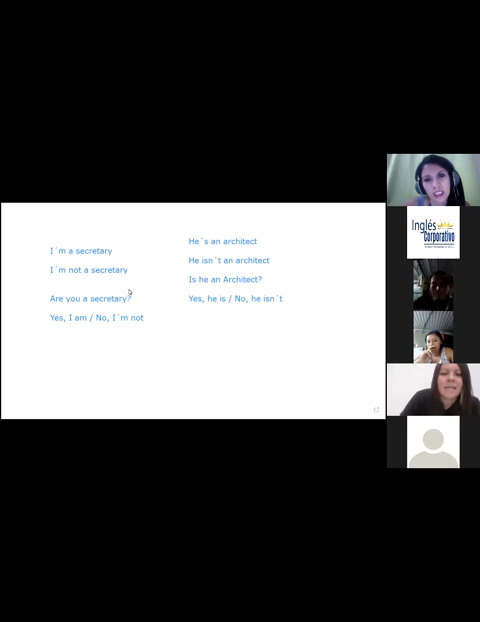 I´m a secretary
I´m not a secretary
Are you a secretary?
Yes, I am / No, I´m not
He´s an architect
He isn´t an architect
Is he an Architect?
Yes, he is / No, he isn´t
Inglés
Corporativo